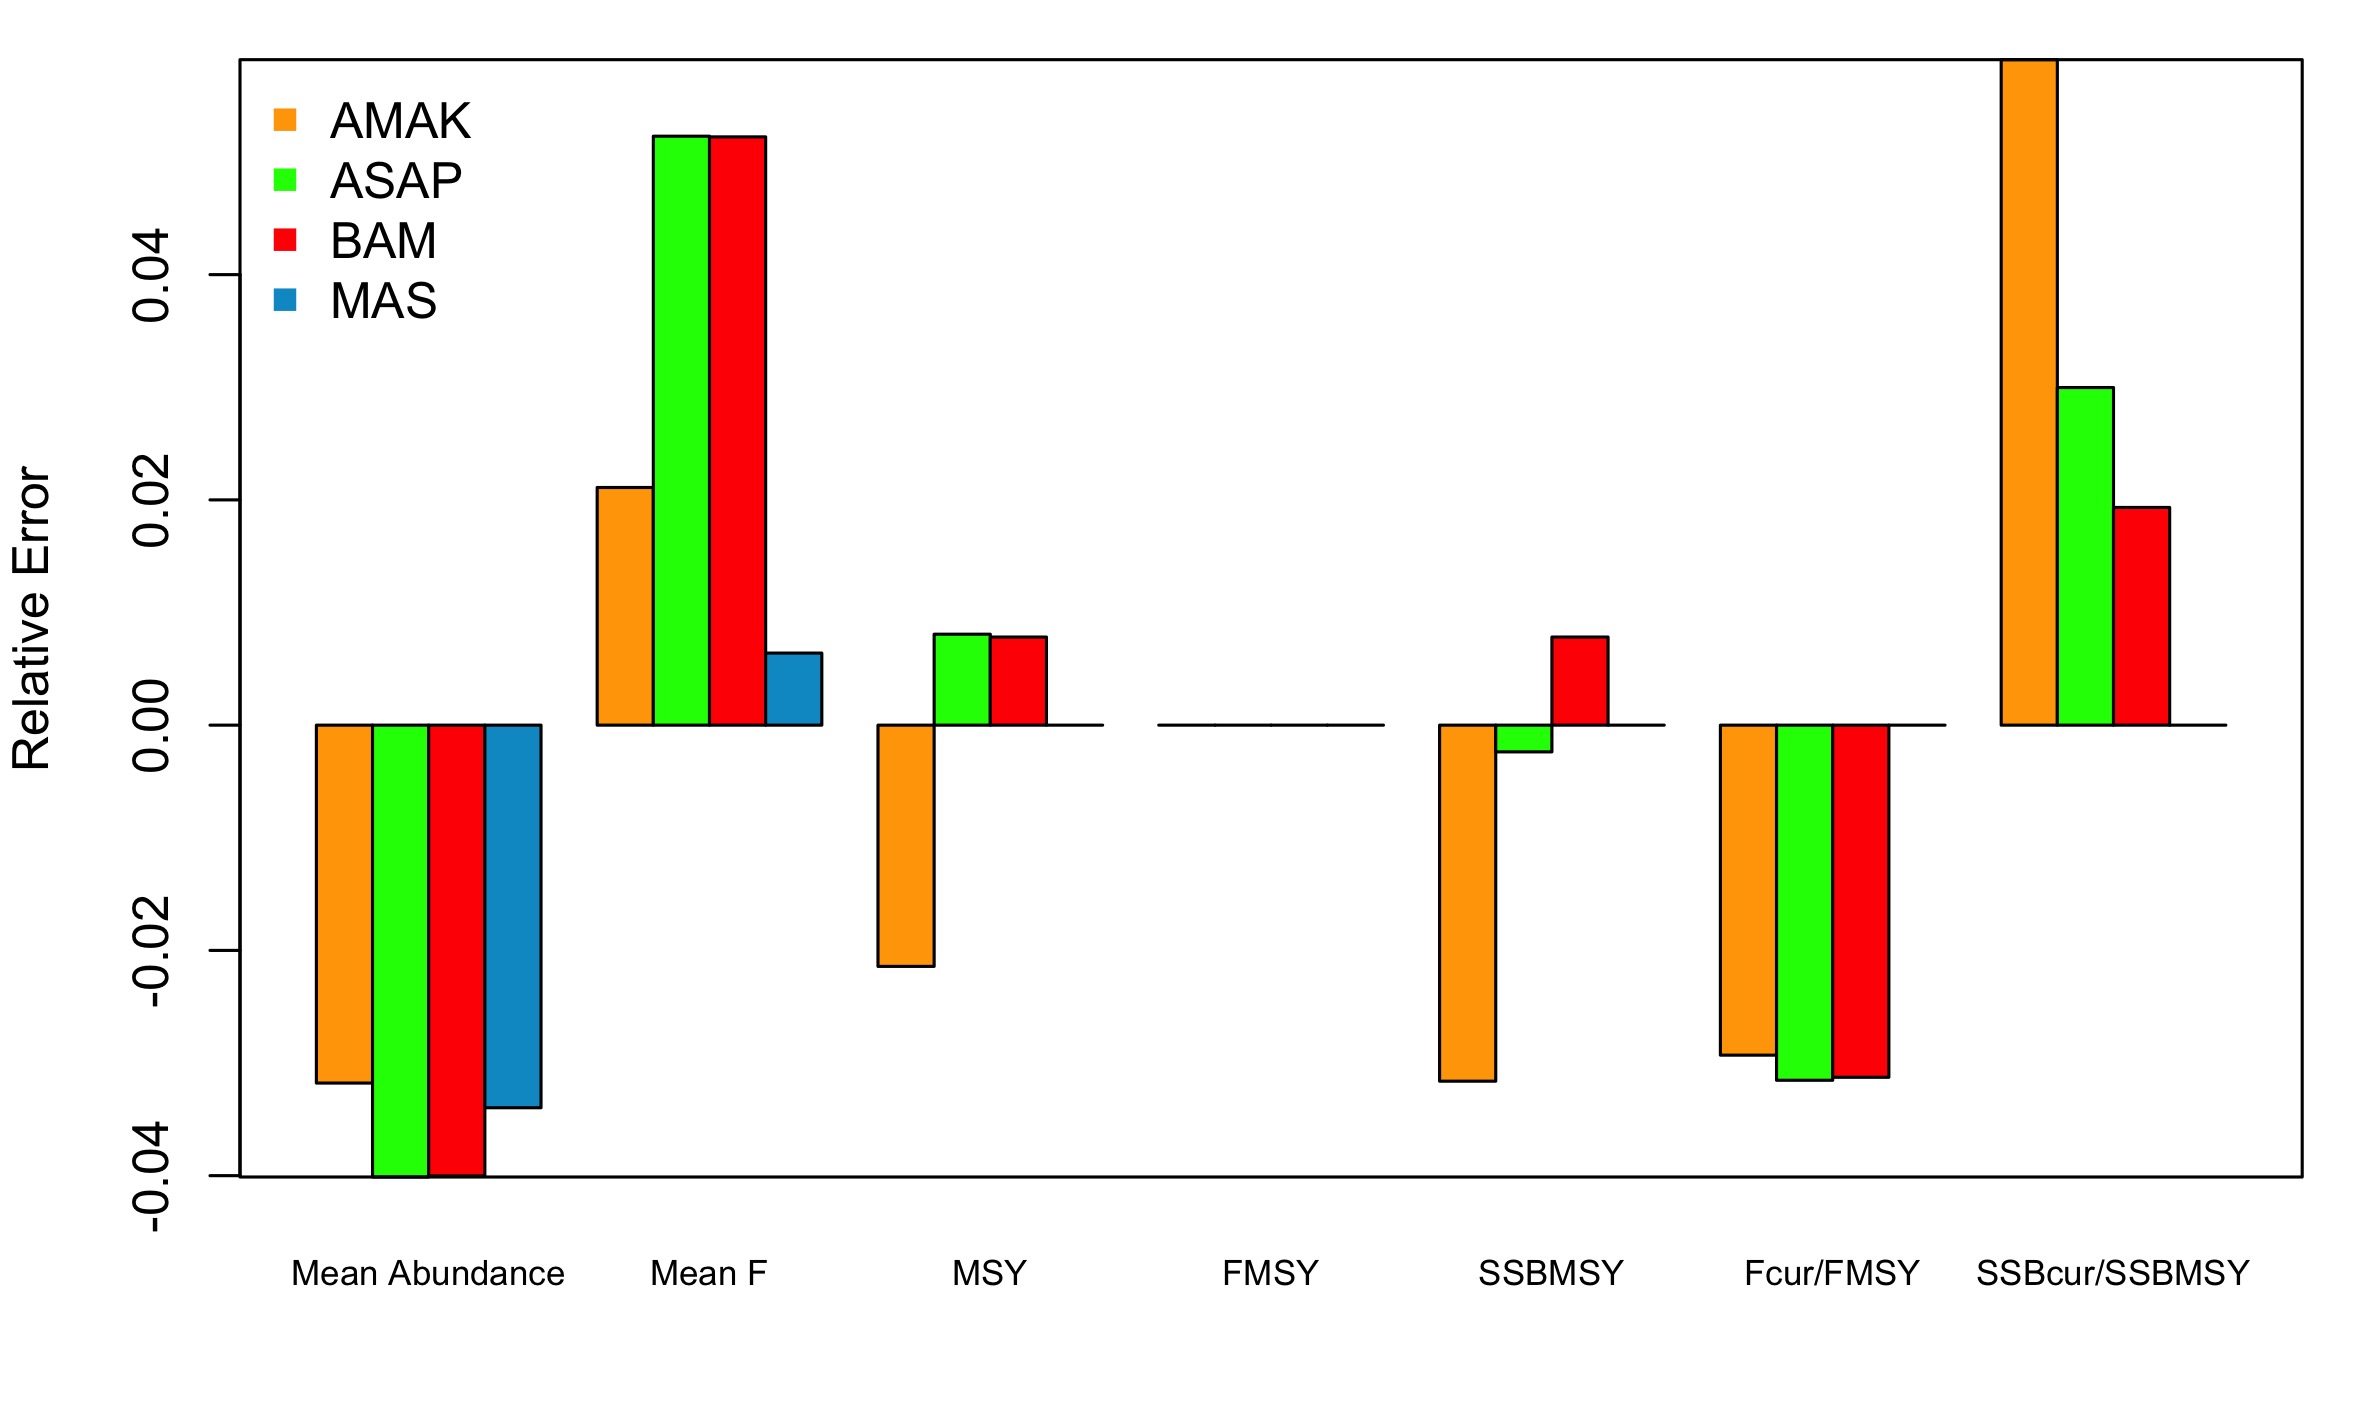 AMAK
ASAP
BAM
MAS
Relative Error
0.04
0.02
0.00
-0.02
-0.04
Mean Abundance
Mean F
MSY
FMSY
SSBMSY
Fcur/FMSY
SSBcur/SSBMSY